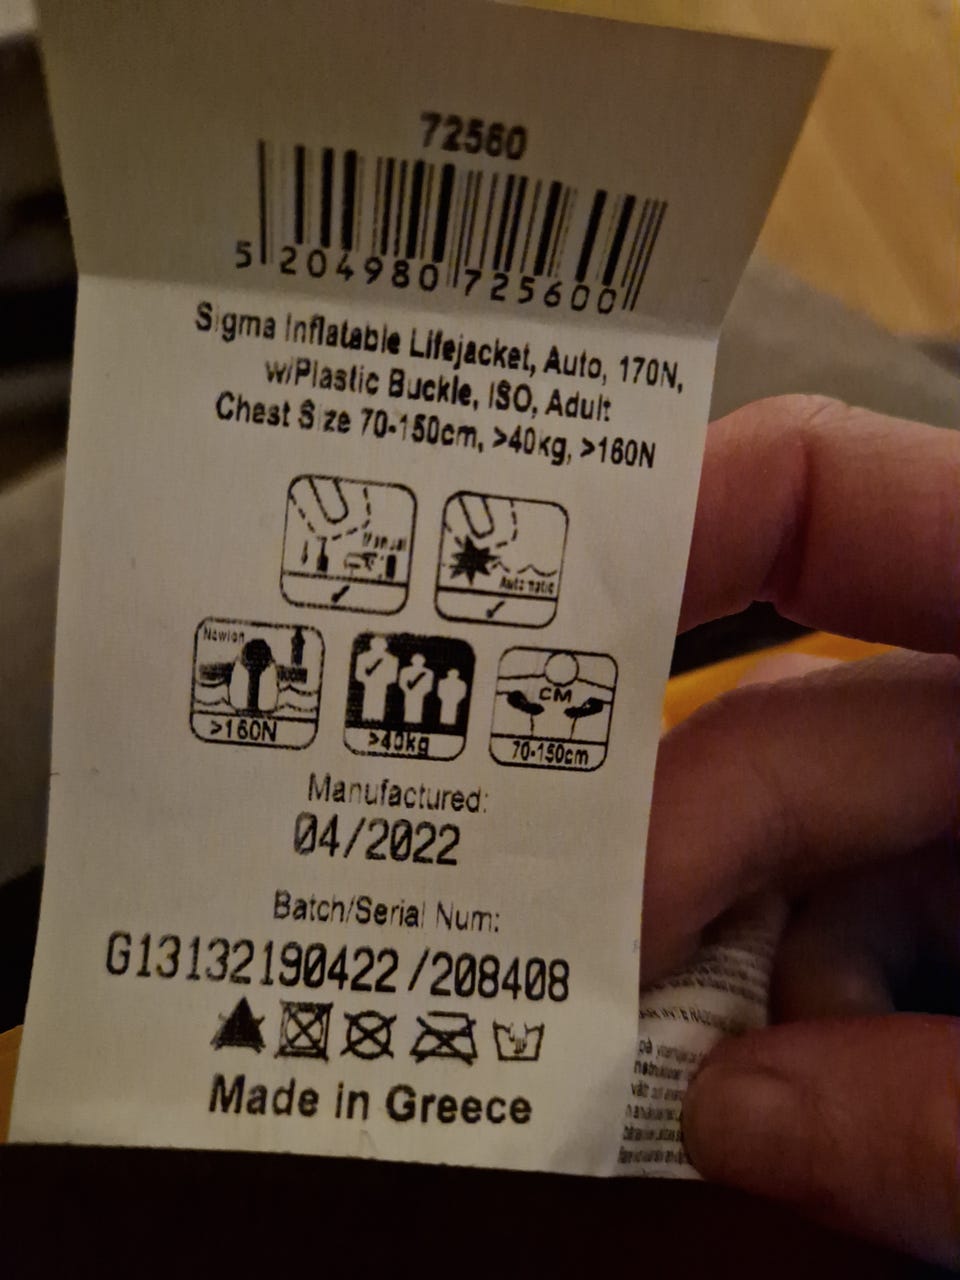 72560
5 204980 725600
Sigma Inflatable Lifejacket, Auto, 170N,
w/Plastic Buckle, ISO, Adult
Chest Size 70-150cm, >40kg, >160N
Manual
Automatic
Newton
>160N
>40kg
CM
70-150cm
Manufactured:
04/2022
Batch/Serial Num:
G13132190422/208408
Made in Greece
på